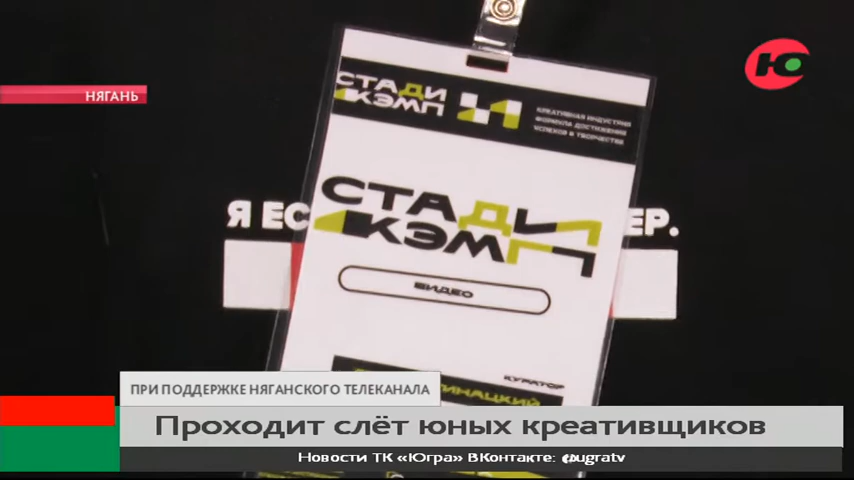 НЯГАНЬ
Ю
СТАДИ
КЭМП
КРЕАТИВНАЯ ИНДУСТРИЯ
ФОРМУЛА ДОСТИЖЕНИЯ
УСПЕХОВ В ТВОРЧЕСТВЕ
СТАДИ
КЭМП
Я ЕС ЕР.
ВИДЕО
КУРАТОР
ПРИ ПОДДЕРЖКЕ НЯГАНСКОГО ТЕЛЕКАНАЛА
Проходит слёт юных креативщиков
Новости ТК «Югра» ВКонтакте: @ugratv